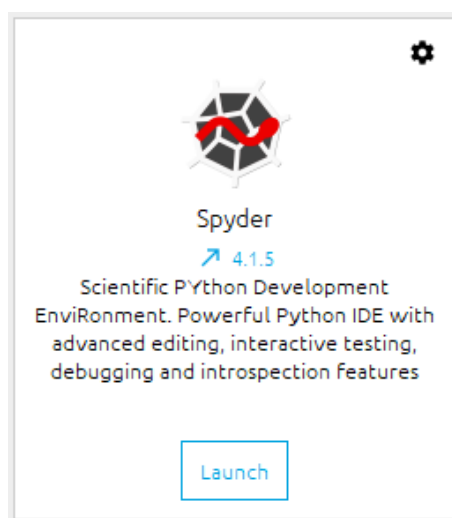 Spyder
4.1.5
Scientific PYthon Development
EnviRonment. Powerful Python IDE with
advanced editing, interactive testing,
debugging and introspection features
Launch